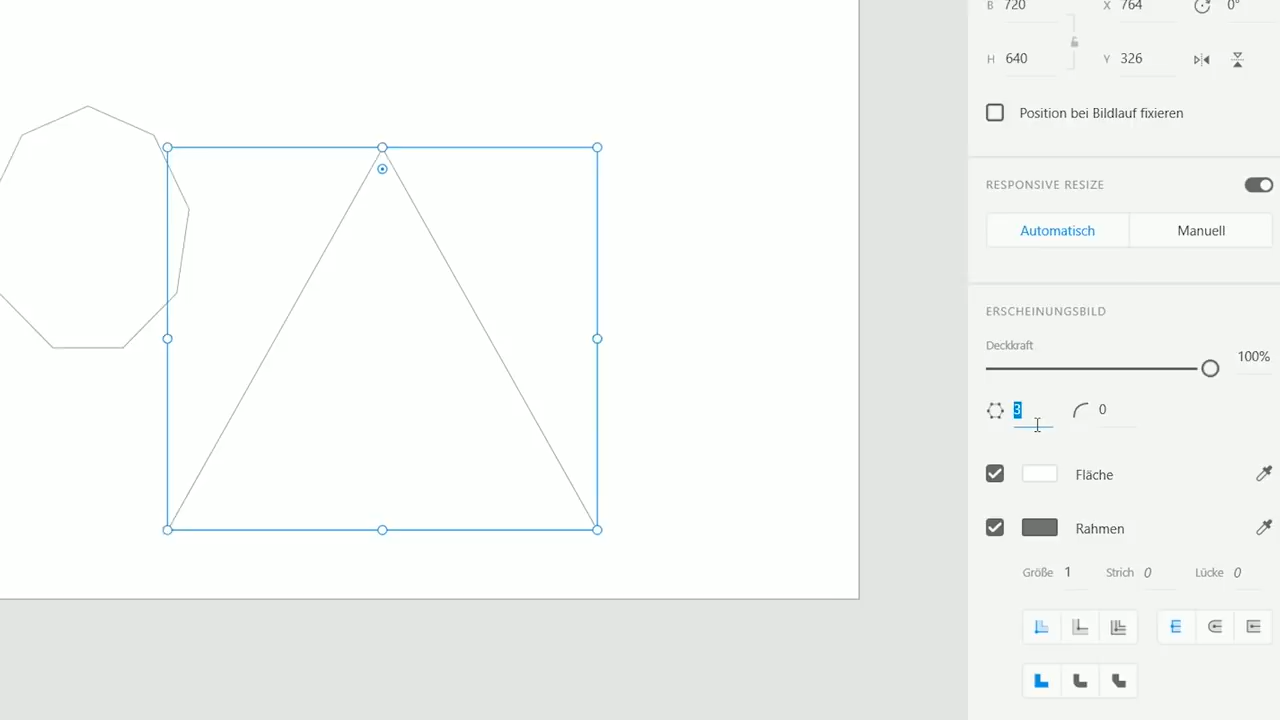 B 720 X 764 0°
H 640 Y 326
Position bei Bildlauf fixieren
RESPONSIVE RESIZE
Automatisch Manuell
ERSCHEINUNGSBILD
Deckkraft
100%
3 0
Fläche
Rahmen
Größe 1 Strich 0 Lücke 0